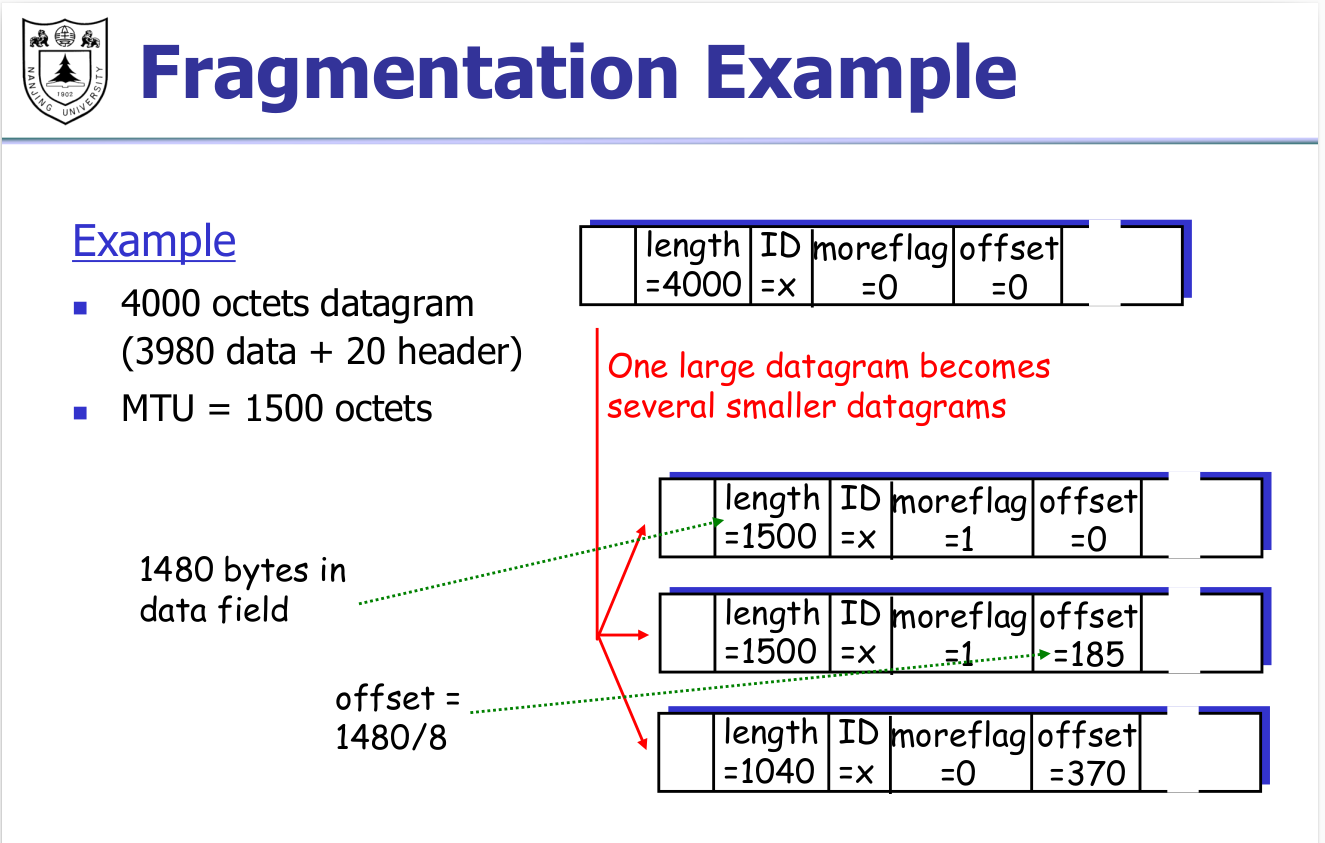 NANJING UNIVERSITY
1902
Fragmentation Example
Example
4000 octets datagram
(3980 data + 20 header)
MTU = 1500 octets
length ID moreflag offset
=4000 =x =0 =0
One large datagram becomes
several smaller datagrams
length ID moreflag offset
=1500 =x =1 =0
1480 bytes in
data field
length ID moreflag offset
=1500 =x =1 =185
offset =
1480/8
length ID moreflag offset
=1040 =x =0 =370